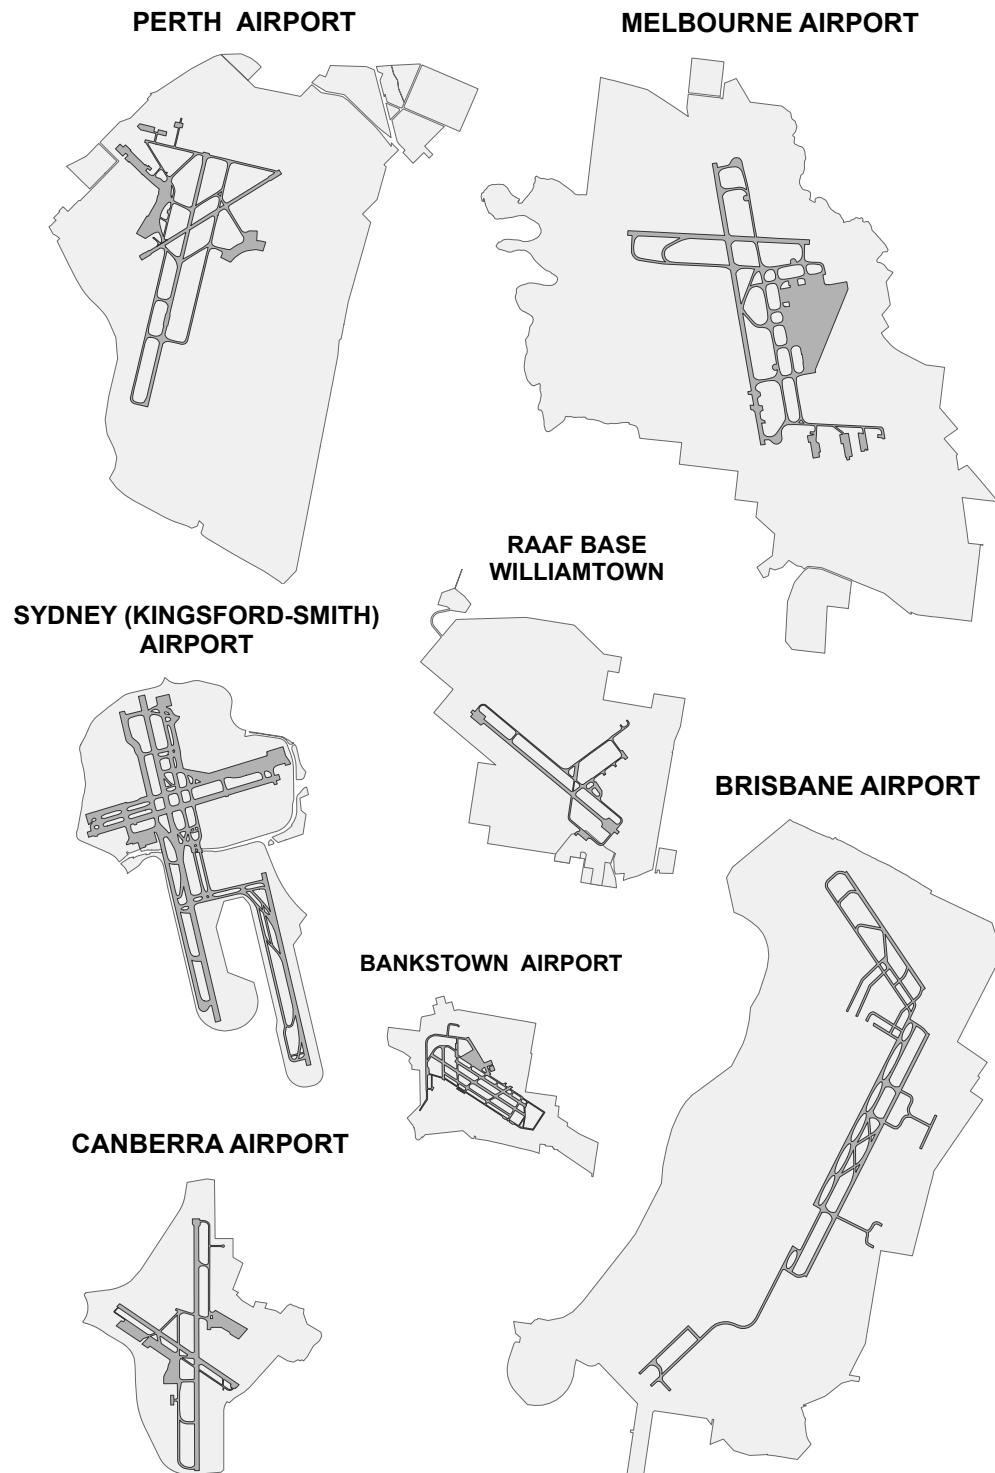 PERTH AIRPORT
MELBOURNE AIRPORT
RAAF BASE
WILLIAMTOWN
SYDNEY (KINGSFORD-SMITH)
AIRPORT
BRISBANE AIRPORT
BANKSTOWN AIRPORT
CANBERRA AIRPORT